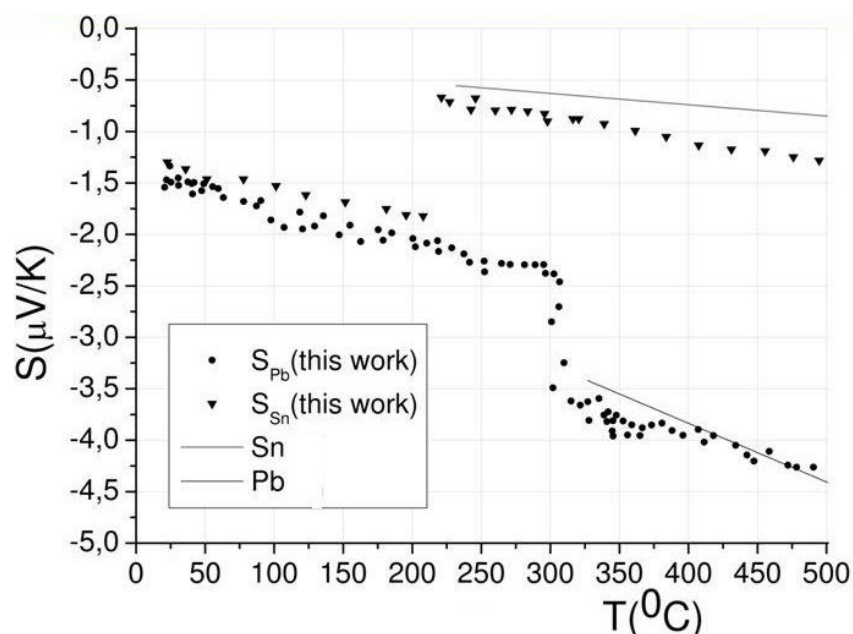 0,0
-0,5
-1,0
-1,5
-2,0
-2,5
-3,0
-3,5
-4,0
-4,5
-5,0
S(μV/K)
S_Pb(this work)
S_Sn(this work)
Sn
Pb
0 50 100 150 200 250 300 350 400 450 500
T(⁰C)